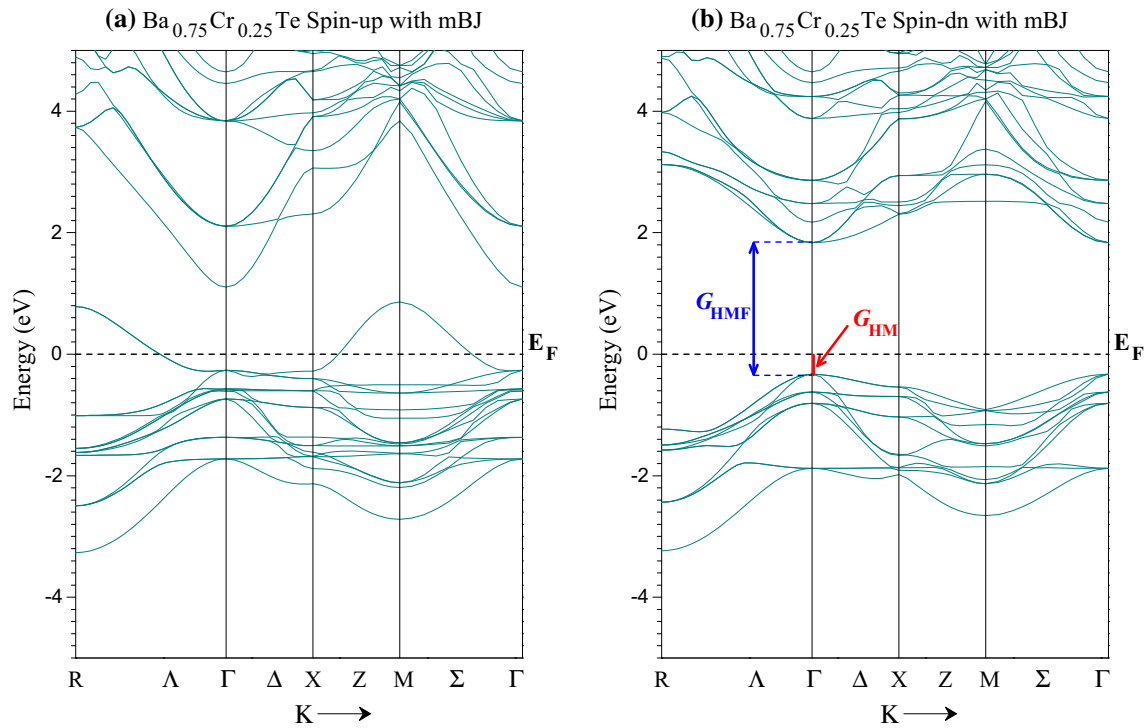 (a) Ba0.75Cr0.25Te Spin-up with mBJ
(b) Ba0.75Cr0.25Te Spin-dn with mBJ
Energy (eV)
4
2
0
-2
-4
EF
R Λ Γ Δ X Z M Σ Γ
K
Energy (eV)
4
2
0
-2
-4
GHMF
GHM
EF
R Λ Γ Δ X Z M Σ Γ
K